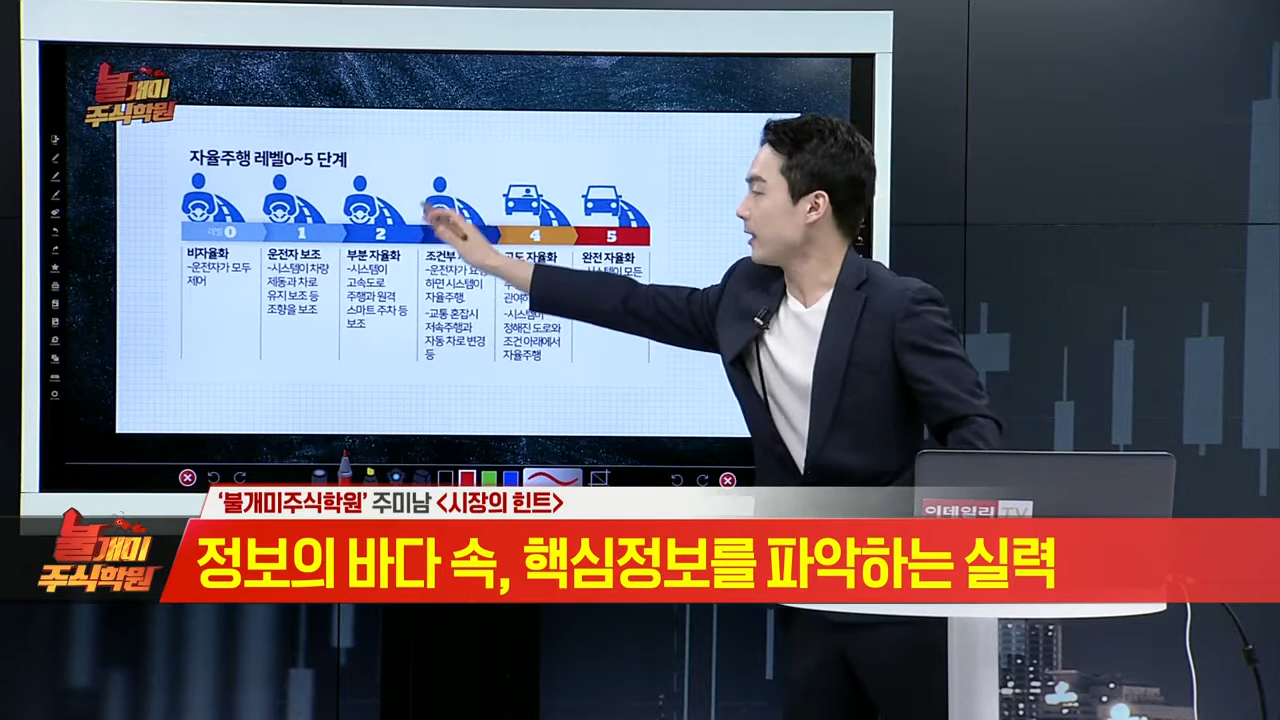 불개미
주식학원
자율주행 레벨0~5 단계
레벨 0 1 2 4 5
비자율화
-운전자가 모두
제어
운전자 보조
-시스템이 차량
제동과 차로
유지 보조 등
조향을 보조
부분 자율화
-시스템이
고속도로
주행과 원격
스마트 주차 등
보조
조건부
-운전자가
하면 시스템이
자율주행.
-교통 혼잡시
저속주행과
자동 차로 변경
등
고도 자율화
-시스템이
정해진 도로와
조건 아래에서
자율주행
완전 자율화
-시스템이 모든
이데일리 TV
'불개미주식학원' 주미남 <시장의 힌트>
불개미
주식학원
정보의 바다 속, 핵심정보를 파악하는 실력